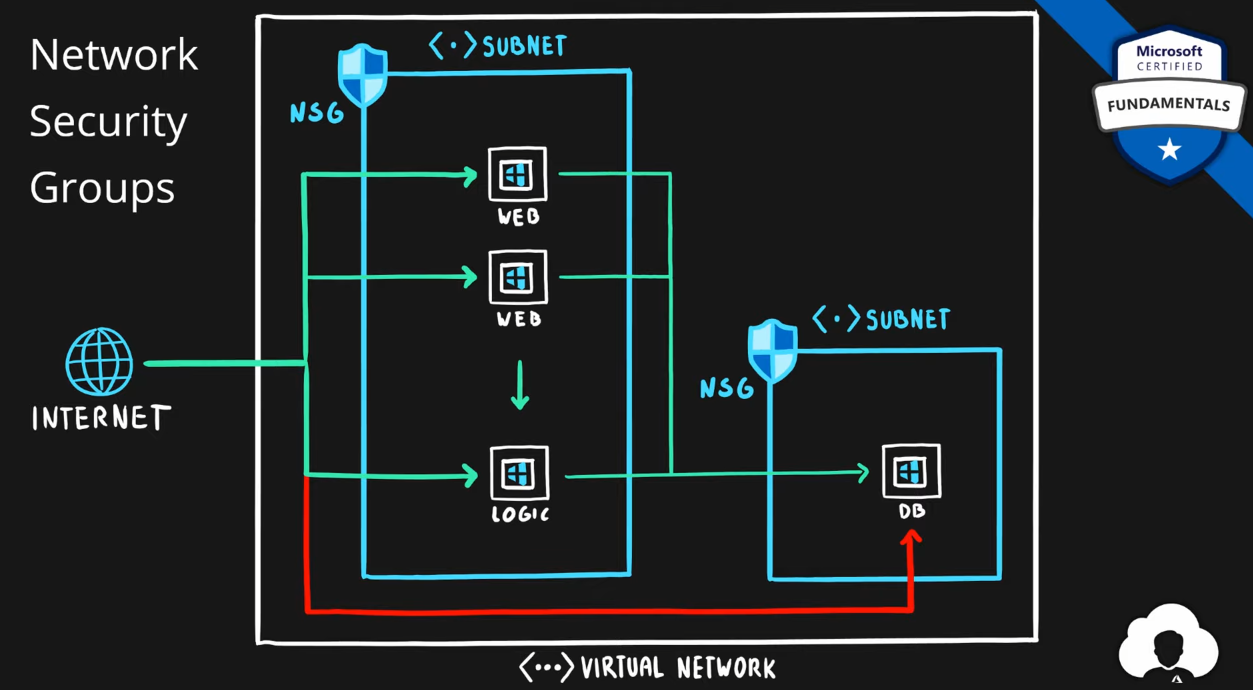 Network
Security
Groups
Microsoft
CERTIFIED
FUNDAMENTALS
<·>SUBNET
NSG
WEB
WEB
LOGIC
INTERNET
<·>SUBNET
NSG
DB
<···>VIRTUAL NETWORK